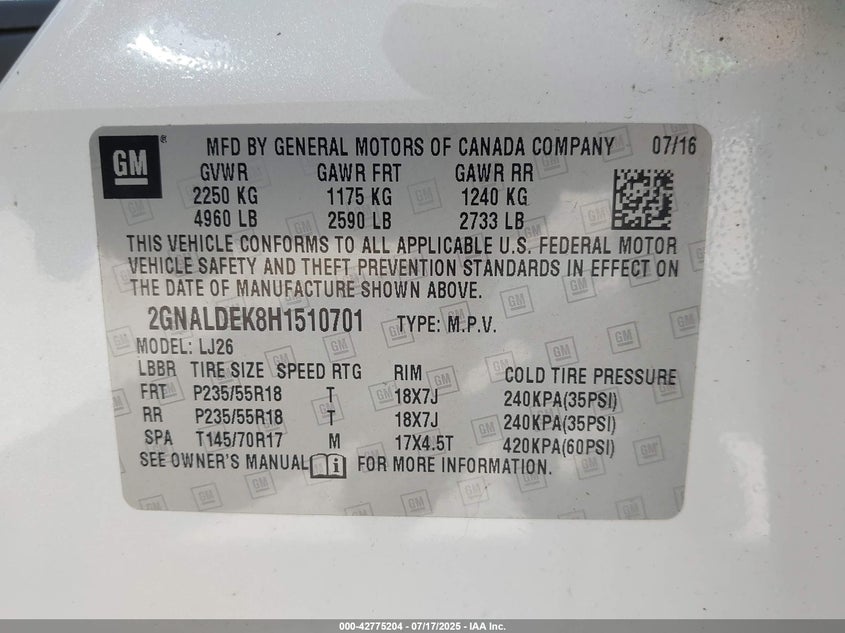 GM
MFD BY GENERAL MOTORS OF CANADA COMPANY 07/16
GVWR GAWR FRT GAWR RR
2250 KG 1175 KG 1240 KG
4960 LB 2590 LB 2733 LB
THIS VEHICLE CONFORMS TO ALL APPLICABLE U.S. FEDERAL MOTOR
VEHICLE SAFETY AND THEFT PREVENTION STANDARDS IN EFFECT ON
THE DATE OF MANUFACTURE SHOWN ABOVE.
2GNALDEK8H1510701 TYPE: M.P.V.
MODEL: LJ26
LBBR TIRE SIZE SPEED RTG RIM COLD TIRE PRESSURE
FRT P235/55R18 T 18X7J 240KPA(35PSI)
RR P235/55R18 T 18X7J 240KPA(35PSI)
SPA T145/70R17 M 17X4.5T 420KPA(60PSI)
SEE OWNER'S MANUAL FOR MORE INFORMATION.
000-42775204 - 07/17/2025 - IAA Inc.